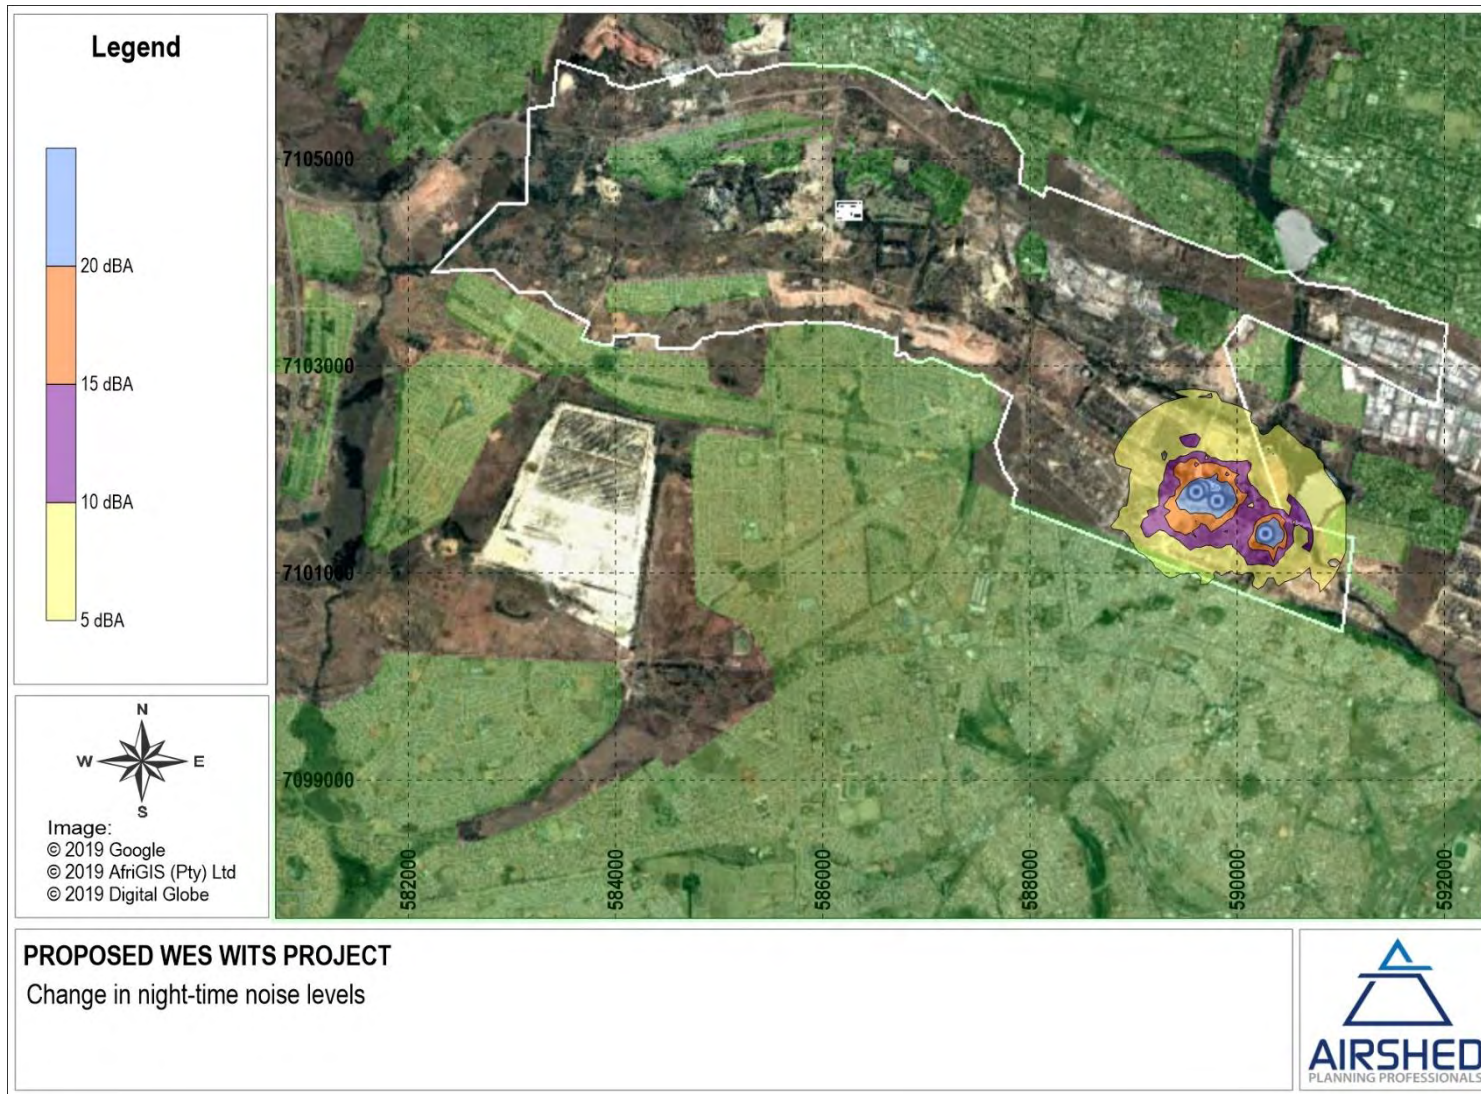 Legend
20 dBA
15 dBA
10 dBA
5 dBA
N
W
E
S
Image:
© 2019 Google
© 2019 AfriGIS (Pty) Ltd
© 2019 Digital Globe
7105000
7103000
7101000
7099000
582000
584000
586000
588000
590000
592000
PROPOSED WES WITS PROJECT
Change in night-time noise levels
AIRSHED
PLANNING PROFESSIONALS